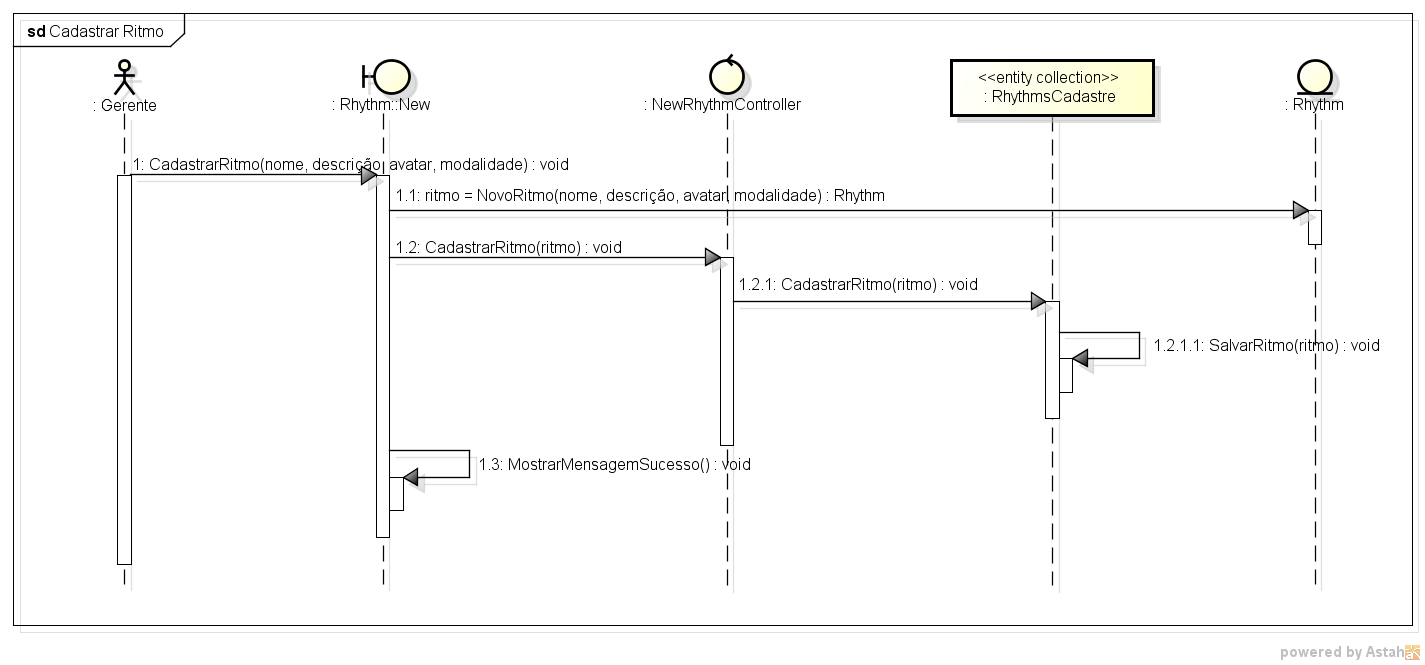 sd Cadastrar Ritmo
: Gerente
: Rhythm::New
: NewRhythmController
<<entity collection>>
: RhythmsCadastre
: Rhythm
1: CadastrarRitmo(nome, descrição, avatar, modalidade) : void
1.1: ritmo = NovoRitmo(nome, descrição, avatar, modalidade) : Rhythm
1.2: CadastrarRitmo(ritmo) : void
1.2.1: CadastrarRitmo(ritmo) : void
1.2.1.1: SalvarRitmo(ritmo) : void
1.3: MostrarMensagemSucesso() : void
powered by Astah